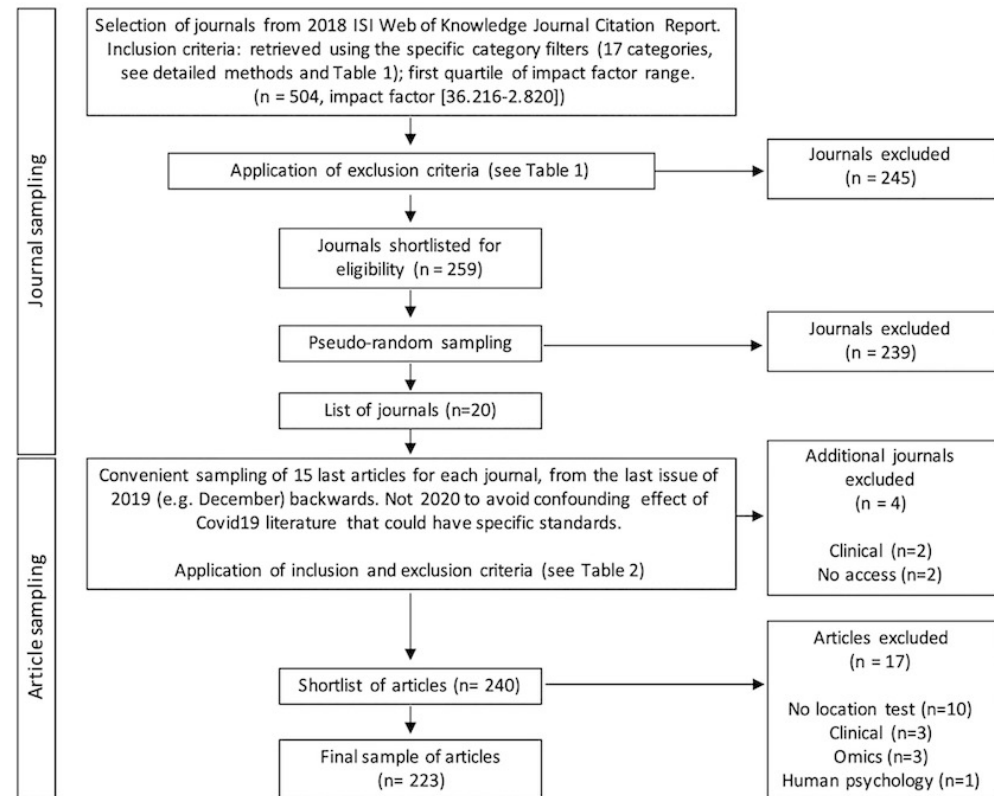 Journal sampling
Selection of journals from 2018 ISI Web of Knowledge Journal Citation Report.
Inclusion criteria: retrieved using the specific category filters (17 categories,
see detailed methods and Table 1); first quartile of impact factor range.
(n = 504, impact factor [36.216-2.820])
Application of exclusion criteria (see Table 1)
Journals excluded
(n = 245)
Journals shortlisted for
eligibility (n = 259)
Pseudo-random sampling
Journals excluded
(n = 239)
List of journals (n=20)
Article sampling
Convenient sampling of 15 last articles for each journal, from the last issue of
2019 (e.g. December) backwards. Not 2020 to avoid confounding effect of
Covid19 literature that could have specific standards.
Application of inclusion and exclusion criteria (see Table 2)
Additional journals
excluded
(n = 4)
Clinical (n=2)
No access (n=2)
Shortlist of articles (n= 240)
Articles excluded
(n = 17)
No location test (n=10)
Clinical (n=3)
Omics (n=3)
Human psychology (n=1)
Final sample of articles
(n= 223)